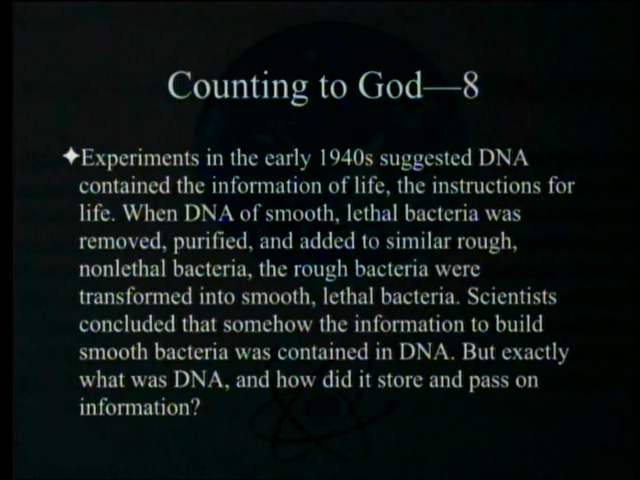 Counting to God—8
✦Experiments in the early 1940s suggested DNA
contained the information of life, the instructions for
life. When DNA of smooth, lethal bacteria was
removed, purified, and added to similar rough,
nonlethal bacteria, the rough bacteria were
transformed into smooth, lethal bacteria. Scientists
concluded that somehow the information to build
smooth bacteria was contained in DNA. But exactly
what was DNA, and how did it store and pass on
information?